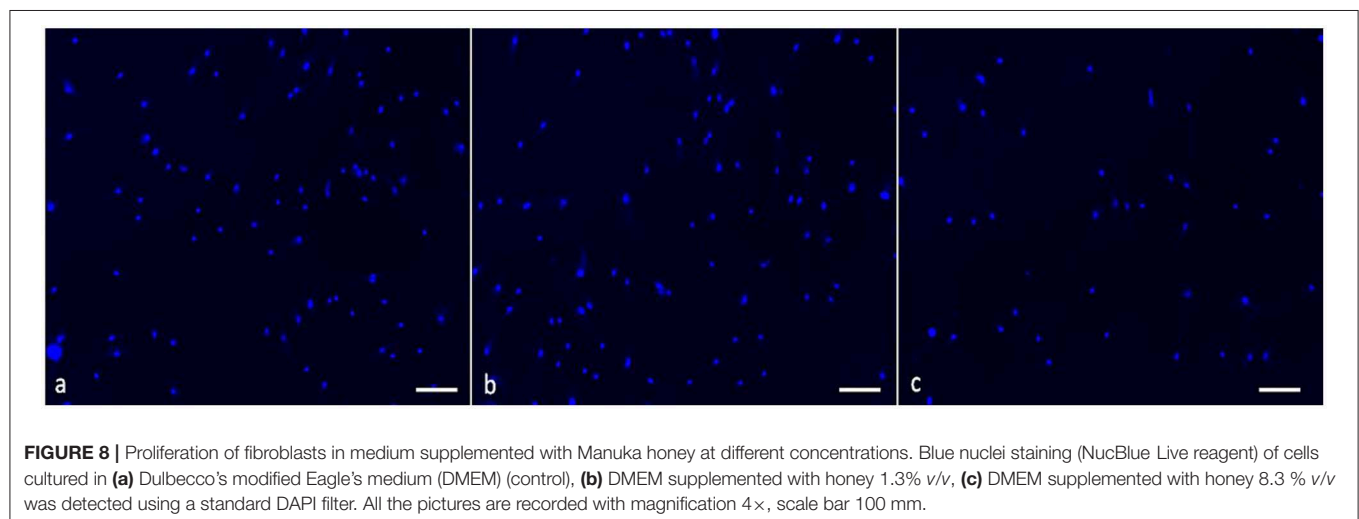 a
b
c
FIGURE 8 | Proliferation of fibroblasts in medium supplemented with Manuka honey at different concentrations. Blue nuclei staining (NucBlue Live reagent) of cells
cultured in (a) Dulbecco's modified Eagle's medium (DMEM) (control), (b) DMEM supplemented with honey 1.3% v/v, (c) DMEM supplemented with honey 8.3 % v/v
was detected using a standard DAPI filter. All the pictures are recorded with magnification 4×, scale bar 100 mm.